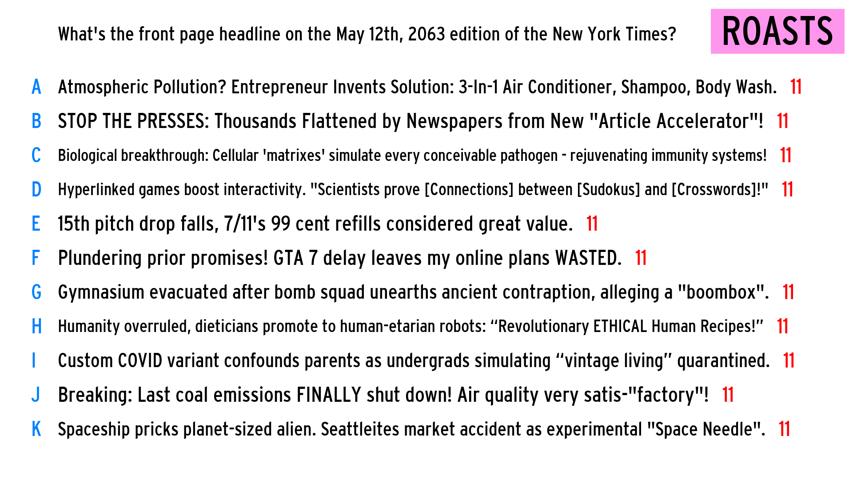 What's the front page headline on the May 12th, 2063 edition of the New York Times?
ROASTS
A Atmospheric Pollution? Entrepreneur Invents Solution: 3-In-1 Air Conditioner, Shampoo, Body Wash. 11
B STOP THE PRESSES: Thousands Flattened by Newspapers from New "Article Accelerator"! 11
C Biological breakthrough: Cellular 'matrixes' simulate every conceivable pathogen - rejuvenating immunity systems! 11
D Hyperlinked games boost interactivity. "Scientists prove [Connections] between [Sudokus] and [Crosswords]!" 11
E 15th pitch drop falls, 7/11's 99 cent refills considered great value. 11
F Plundering prior promises! GTA 7 delay leaves my online plans WASTED. 11
G Gymnasium evacuated after bomb squad unearths ancient contraption, alleging a "boombox". 11
H Humanity overruled, dieticians promote to human-etarian robots: “Revolutionary ETHICAL Human Recipes!” 11
I Custom COVID variant confounds parents as undergrads simulating “vintage living” quarantined. 11
J Breaking: Last coal emissions FINALLY shut down! Air quality very satis-"factory"! 11
K Spaceship pricks planet-sized alien. Seattleites market accident as experimental "Space Needle". 11